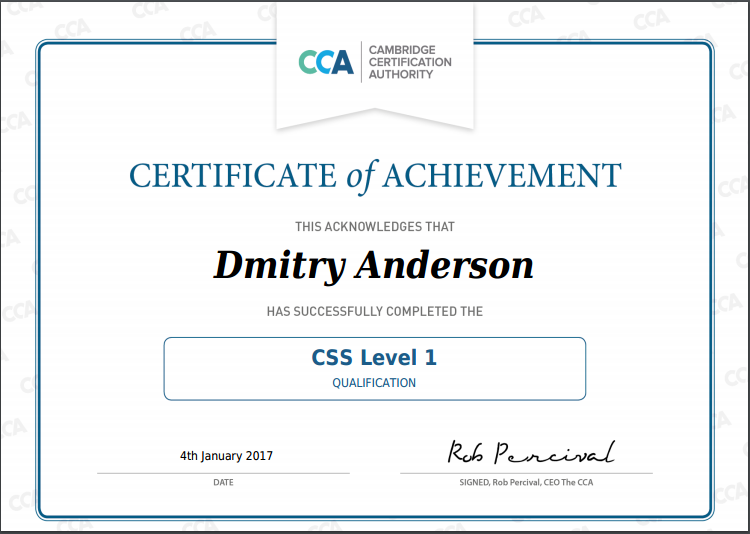 CCA
CAMBRIDGE
CERTIFICATION
AUTHORITY
CERTIFICATE of ACHIEVEMENT
THIS ACKNOWLEDGES THAT
Dmitry Anderson
HAS SUCCESSFULLY COMPLETED THE
CSS Level 1
QUALIFICATION
4th January 2017
Rob Percival
DATE
SIGNED, Rob Percival, CEO The CCA